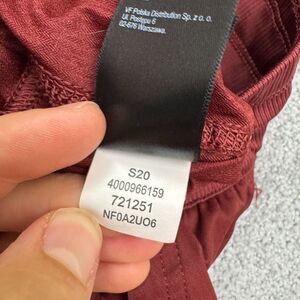 VF Polska Distribution Sp. z o. o.
Ul. Postępu 6
02-676 Warszawa.
S20
4000966159
721251
NF0A2UO6